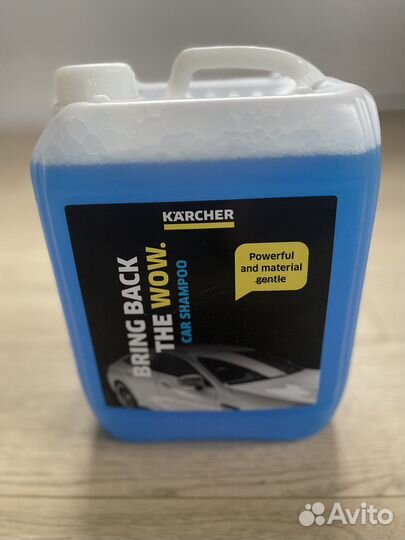 KÄRCHER
BRING BACK
THE WOW.
CAR SHAMPOO
Powerful
and material
gentle
Avito